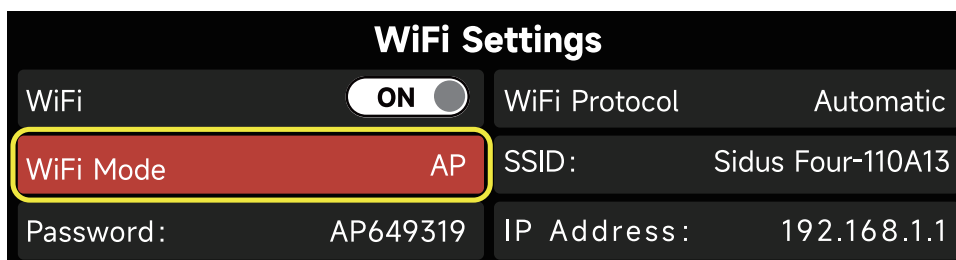 WiFi Settings
WiFi ON
WiFi Protocol Automatic
WiFi Mode AP
SSID: Sidus Four-110A13
Password: AP649319
IP Address: 192.168.1.1